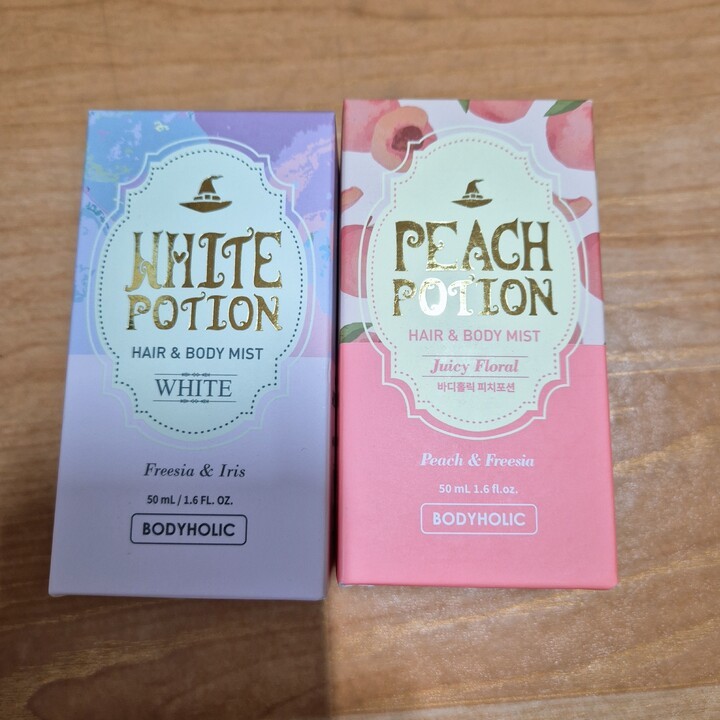 WHITE
POTION
HAIR & BODY MIST
WHITE
Freesia & Iris
50 mL / 1.6 FL. OZ.
BODYHOLIC
PEACH
POTION
HAIR & BODY MIST
Juicy Floral
바디홀릭 피치포션
Peach & Freesia
50 mL 1.6 fl.oz.
BODYHOLIC